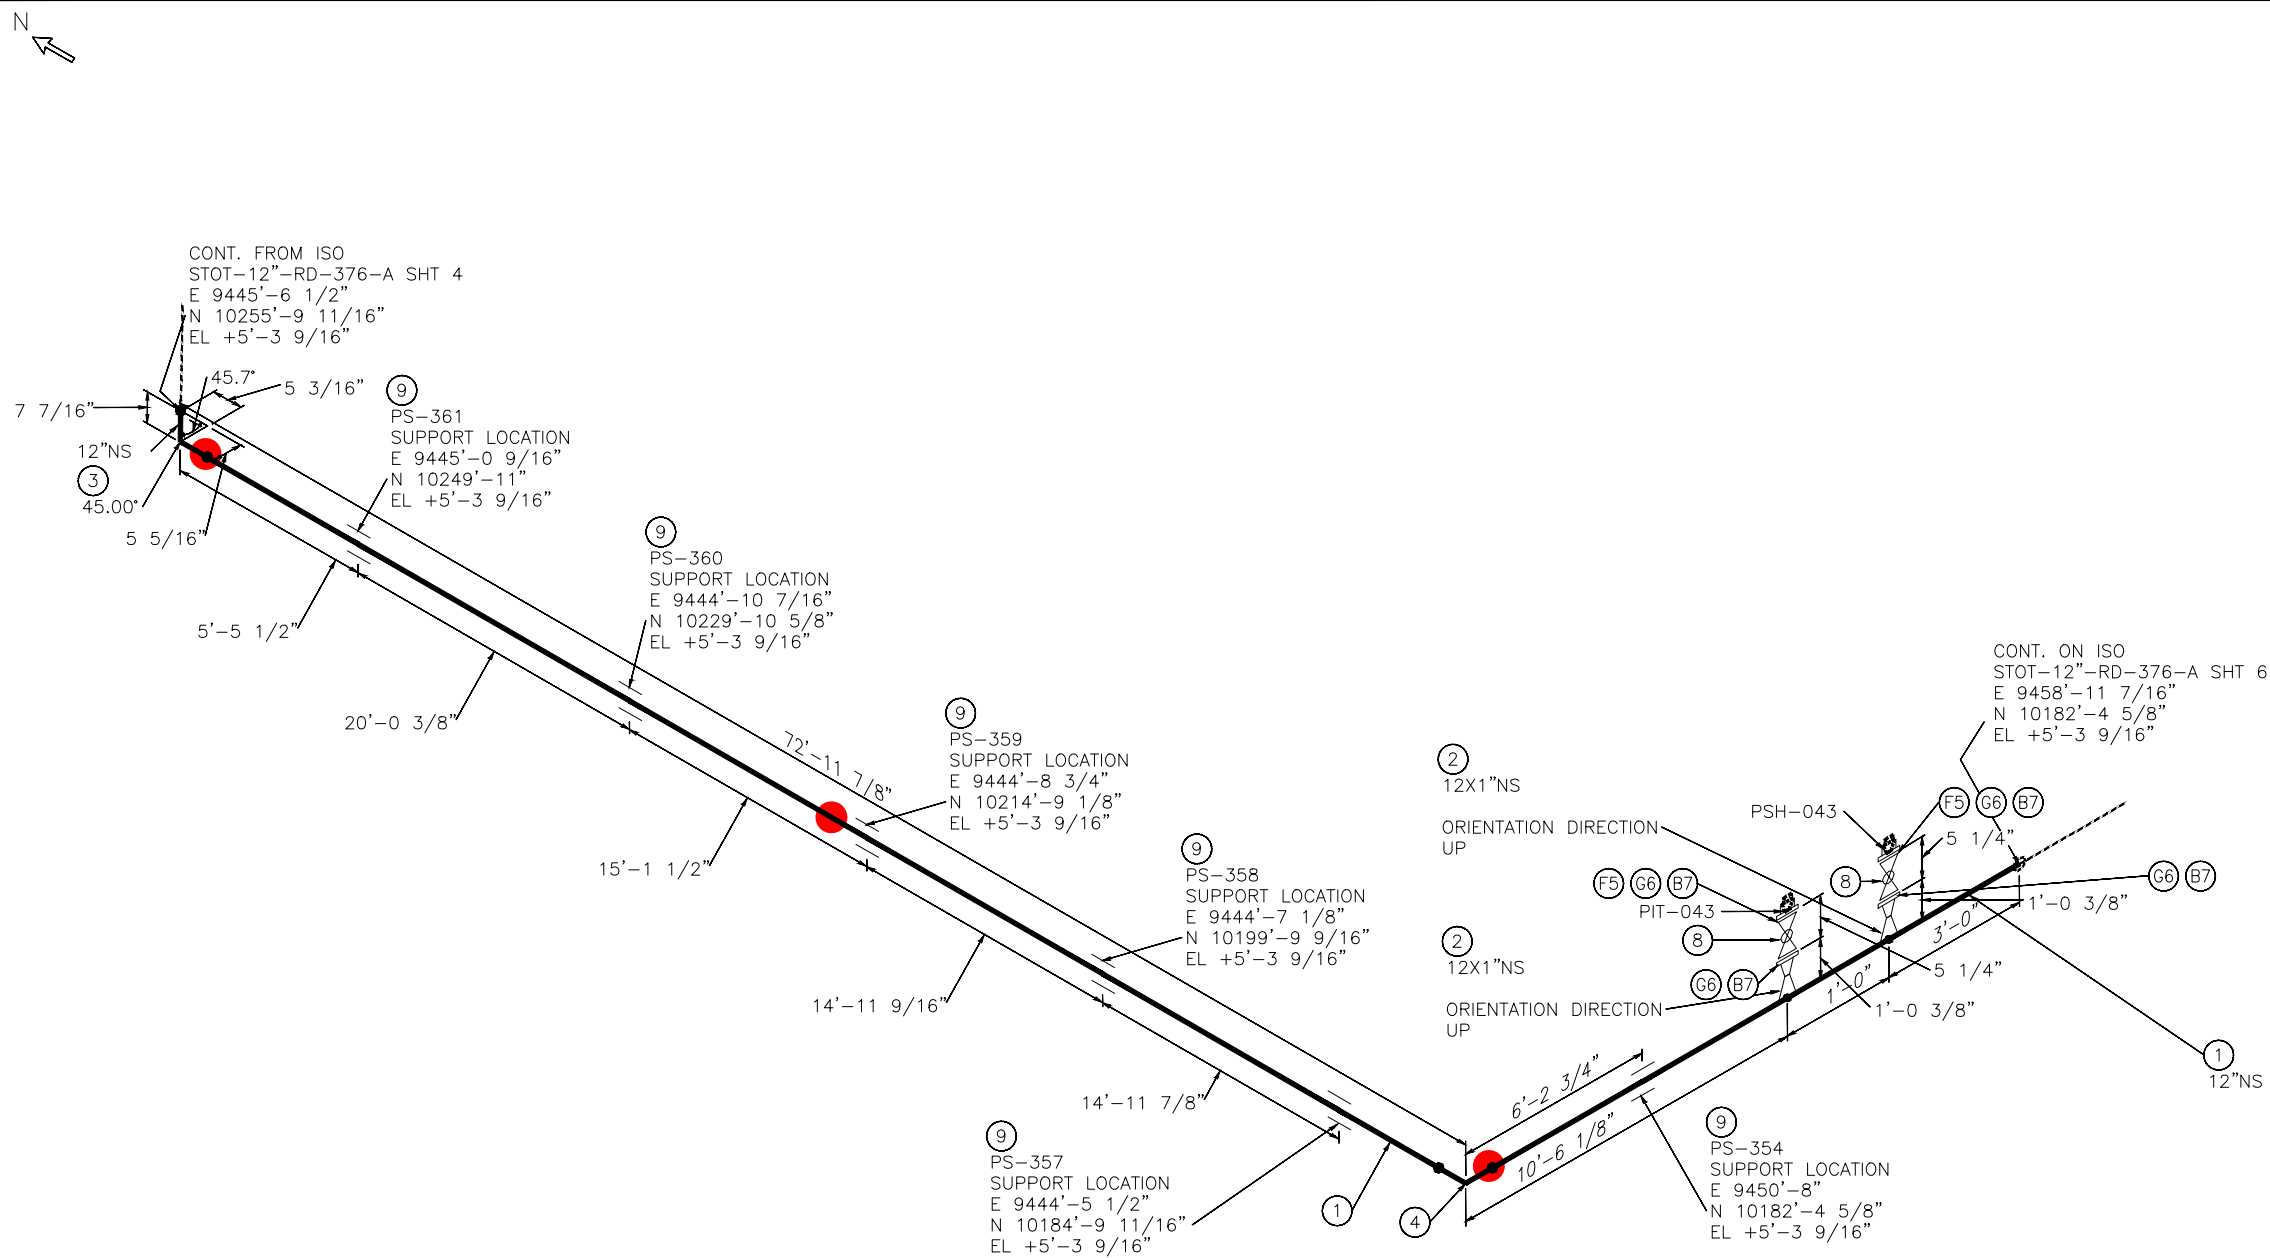 N
CONT. FROM ISO
STOT-12"-RD-376-A SHT 4
E 9445'-6 1/2"
N 10255'-9 11/16"
EL +5'-3 9/16"
45.7°
5 3/16"
7 7/16"
12"NS
3
45.00°
5 5/16"
9
PS-361
SUPPORT LOCATION
E 9445'-0 9/16"
N 10249'-11"
EL +5'-3 9/16"
5'-5 1/2"
9
PS-360
SUPPORT LOCATION
E 9444'-10 7/16"
N 10229'-10 5/8"
EL +5'-3 9/16"
20'-0 3/8"
72'-11 7/8"
9
PS-359
SUPPORT LOCATION
E 9444'-8 3/4"
N 10214'-9 1/8"
EL +5'-3 9/16"
15'-1 1/2"
9
PS-358
SUPPORT LOCATION
E 9444'-7 1/8"
N 10199'-9 9/16"
EL +5'-3 9/16"
14'-11 9/16"
14'-11 7/8"
9
PS-357
SUPPORT LOCATION
E 9444'-5 1/2"
N 10184'-9 11/16"
EL +5'-3 9/16"
1
4
CONT. ON ISO
STOT-12"-RD-376-A SHT 6
E 9458'-11 7/16"
N 10182'-4 5/8"
EL +5'-3 9/16"
2
12X1"NS
ORIENTATION DIRECTION
UP
PSH-043
F5 G6 B7
5 1/4"
8
G6 B7
1'-0 3/8"
3'-0"
F5 G6 B7
PIT-043
8
2
12X1"NS
G6 B7
ORIENTATION DIRECTION
UP
5 1/4"
1'-0"
1'-0 3/8"
1
12"NS
6'-2 3/4"
10'-6 1/8"
9
PS-354
SUPPORT LOCATION
E 9450'-8"
N 10182'-4 5/8"
EL +5'-3 9/16"